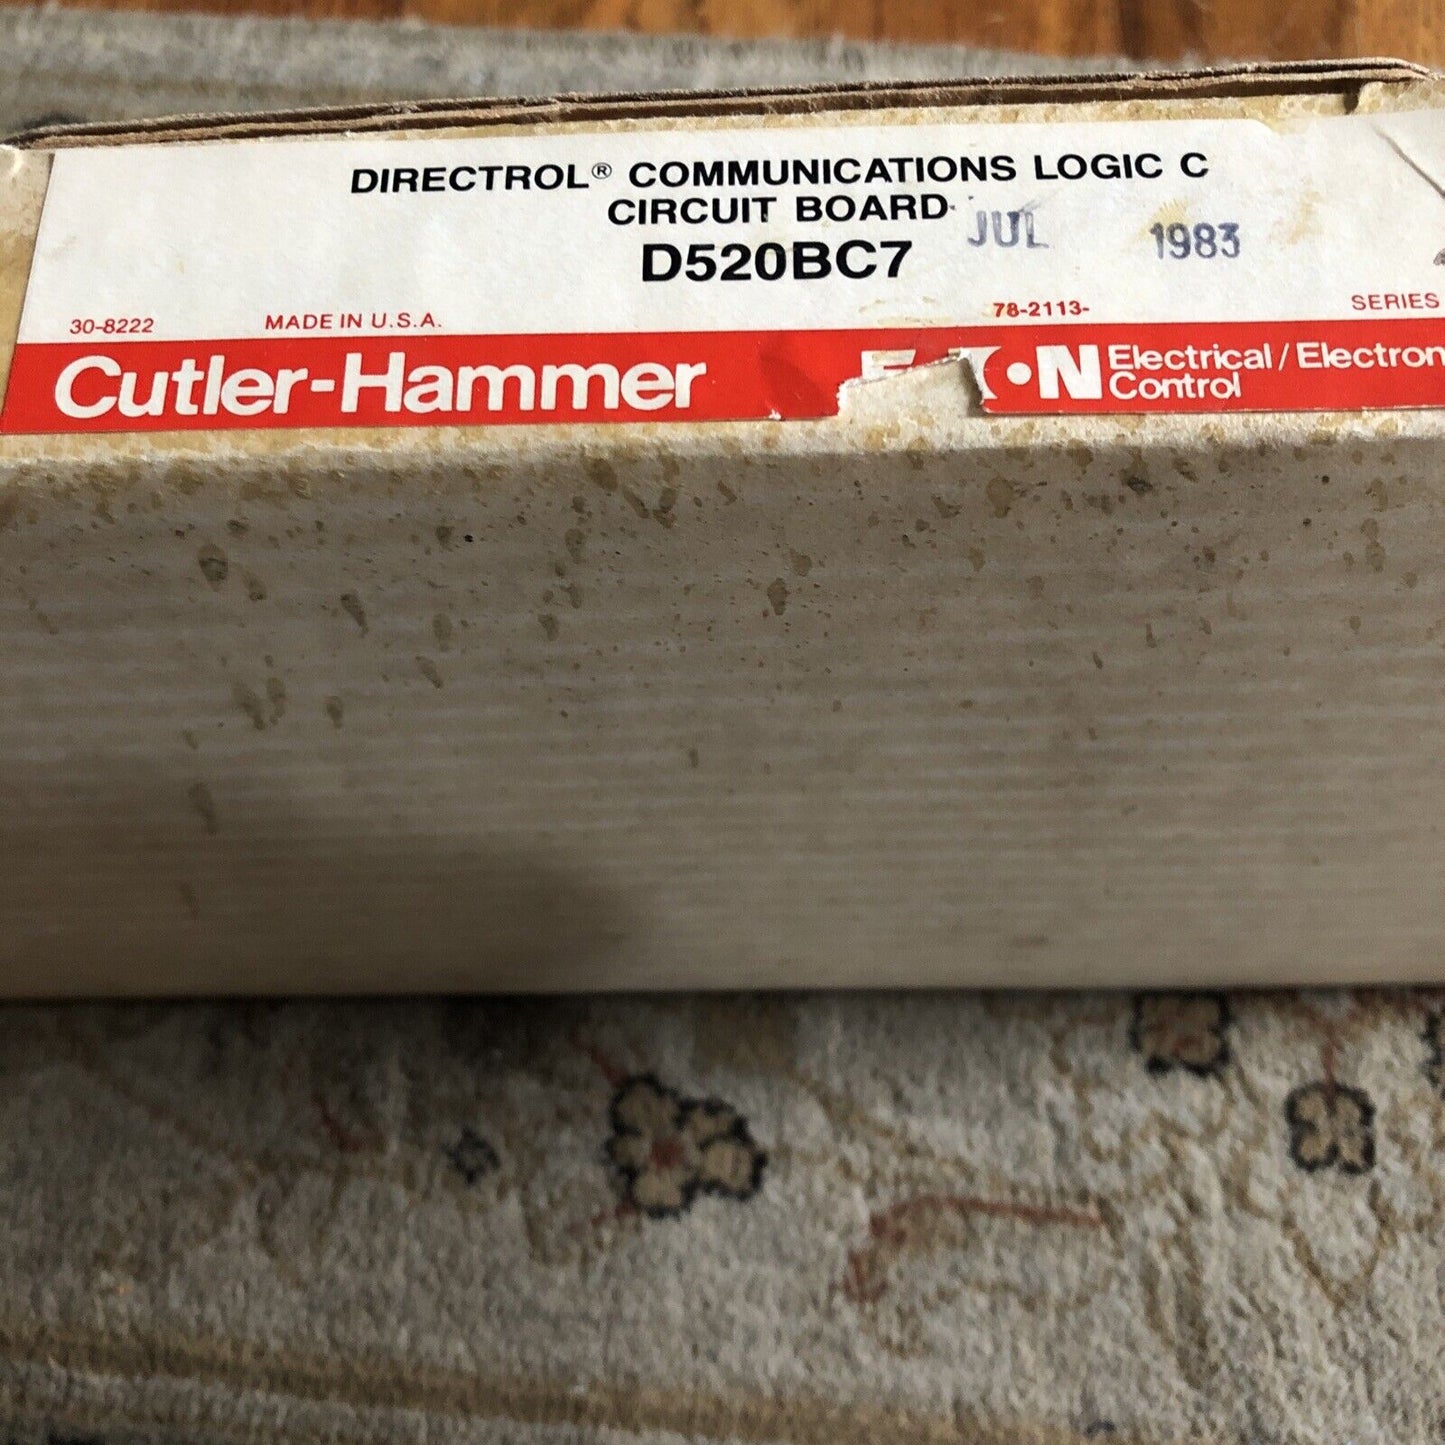 DIRECTROL® COMMUNICATIONS LOGIC C
CIRCUIT BOARD
D520BC7 JUL 1983
30-8222 MADE IN U.S.A. 78-2113- SERIES
Cutler-Hammer Electrical / Electron
Control